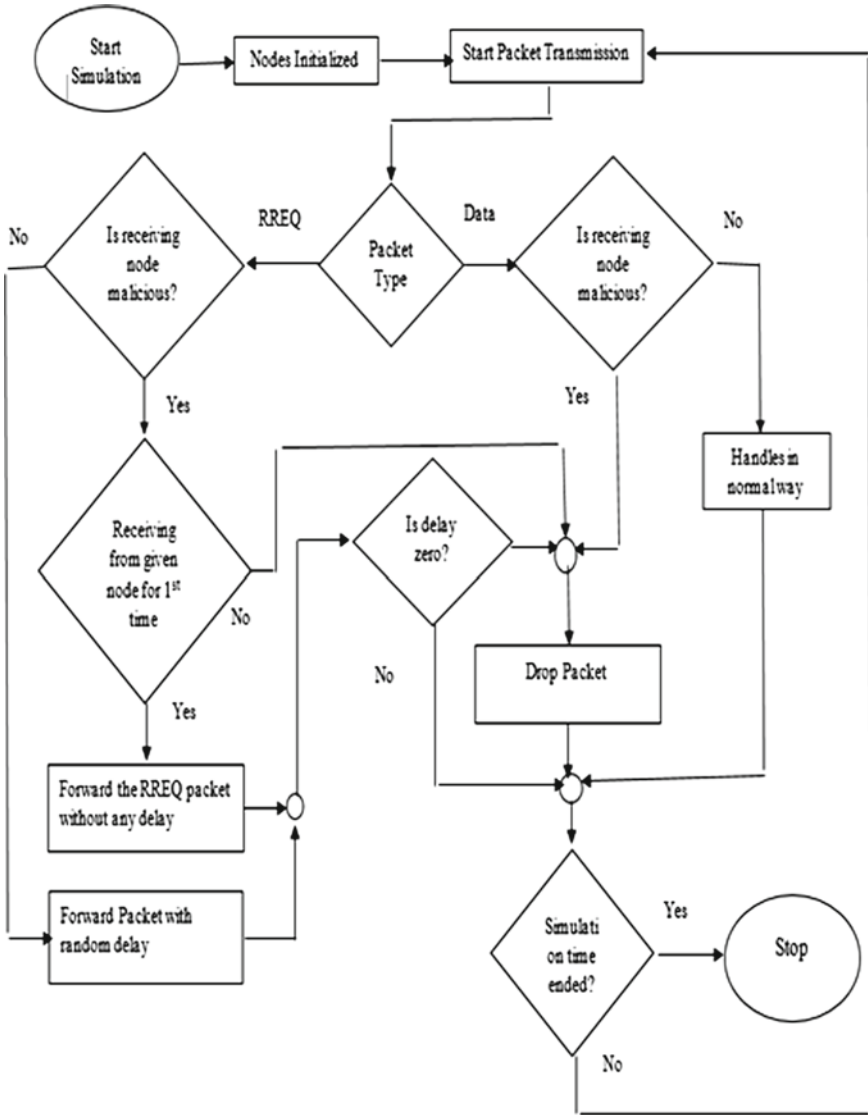 Start
Simulation
Nodes Initialized
Start Packet Transmission
No
Is receiving
node
malicious?
RREQ
Packet
Type
Data
Is receiving
node
malicious?
No
Yes
Yes
Handles in
normal way
Receiving
from given
node for 1st
time
No
Is delay
zero?
No
Drop Packet
Yes
Forward the RREQ packet
without any delay
Forward Packet with
random delay
Simulati
on time
ended?
Yes
Stop
No